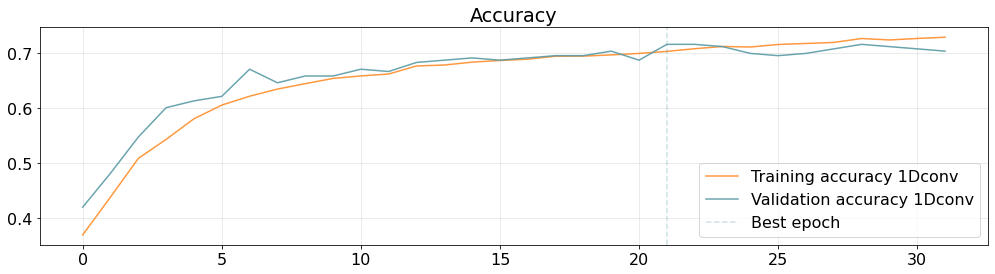 Accuracy
0.7
0.6
0.5
0.4
Training accuracy 1Dconv
Validation accuracy 1Dconv
Best epoch
0 5 10 15 20 25 30